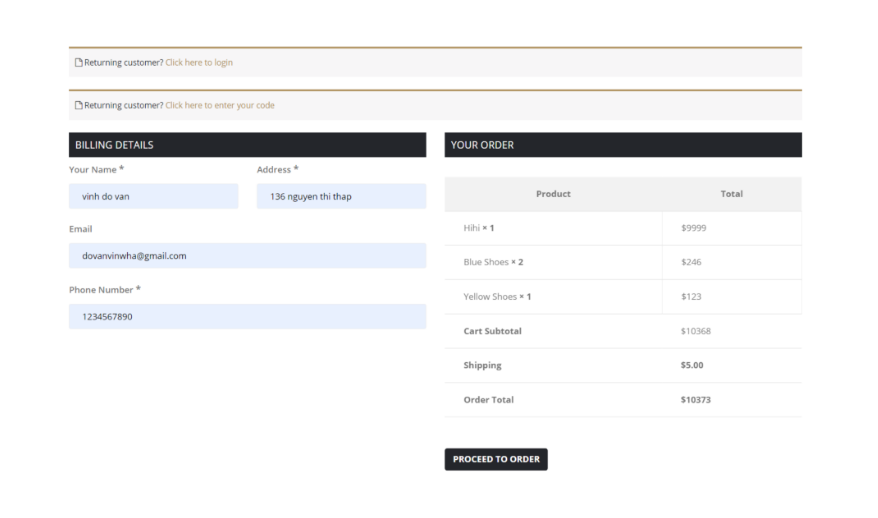 Returning customer? Click here to login
Returning customer? Click here to enter your code
BILLING DETAILS
Your Name *
Address *
vinh do van
136 nguyen thi thap
Email
dovanvinwha@gmail.com
Phone Number *
1234567890
YOUR ORDER
Product Total
Hihi × 1 $9999
Blue Shoes × 2 $246
Yellow Shoes × 1 $123
Cart Subtotal $10368
Shipping $5.00
Order Total $10373
PROCEED TO ORDER